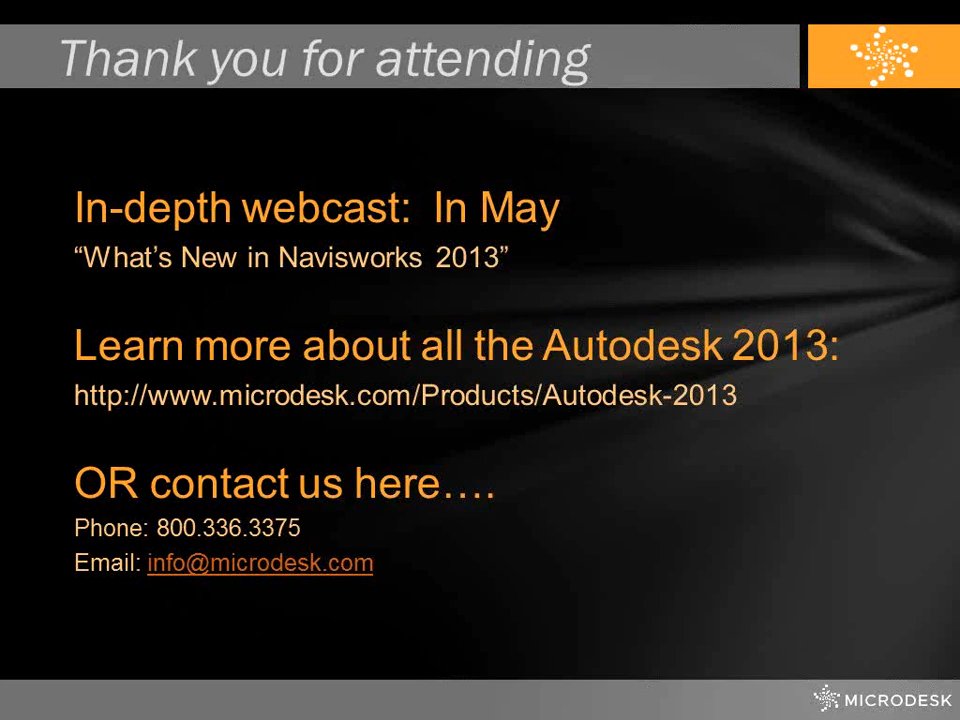 Thank you for attending
In-depth webcast:  In May
“What’s New in Navisworks 2013”
Learn more about all the Autodesk 2013:
http://www.microdesk.com/Products/Autodesk-2013
OR contact us here….
Phone: 800.336.3375
Email: info@microdesk.com
MICRODESK